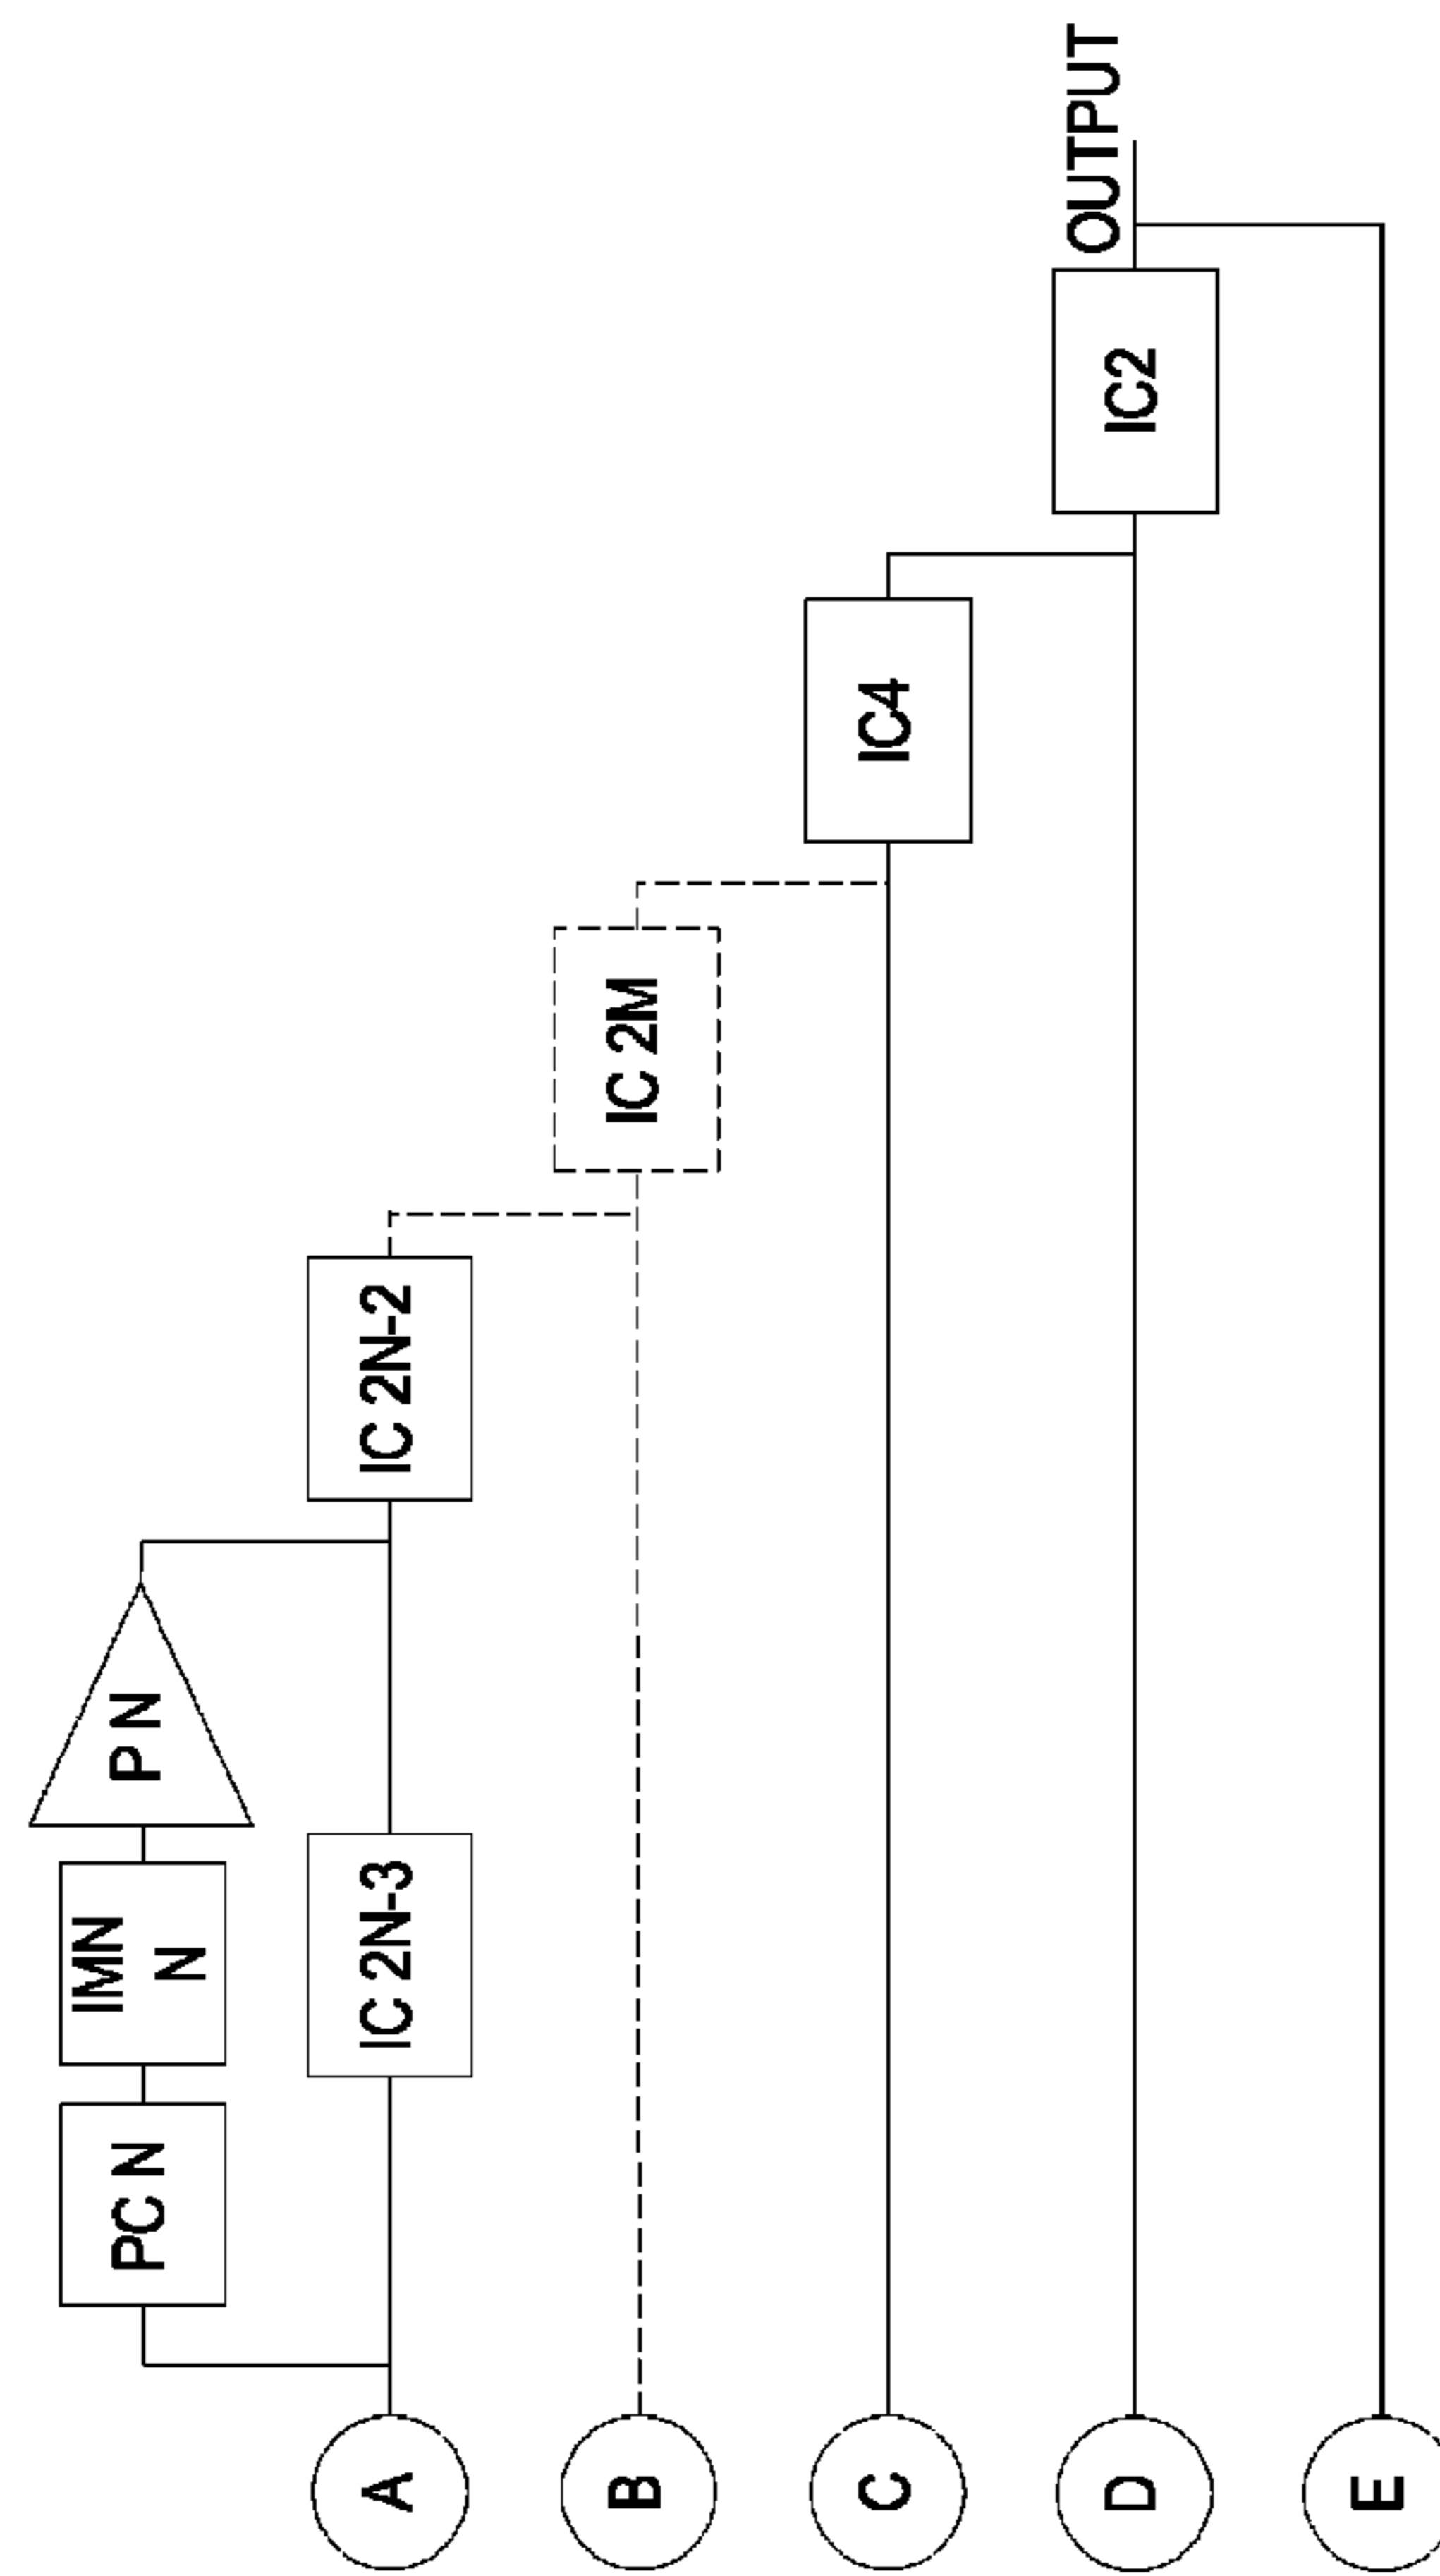 PC N
IMN
N
P N
A
IC 2N-3
IC 2N-2
B
IC 2M
C
IC4
D
IC2
OUTPUT
E